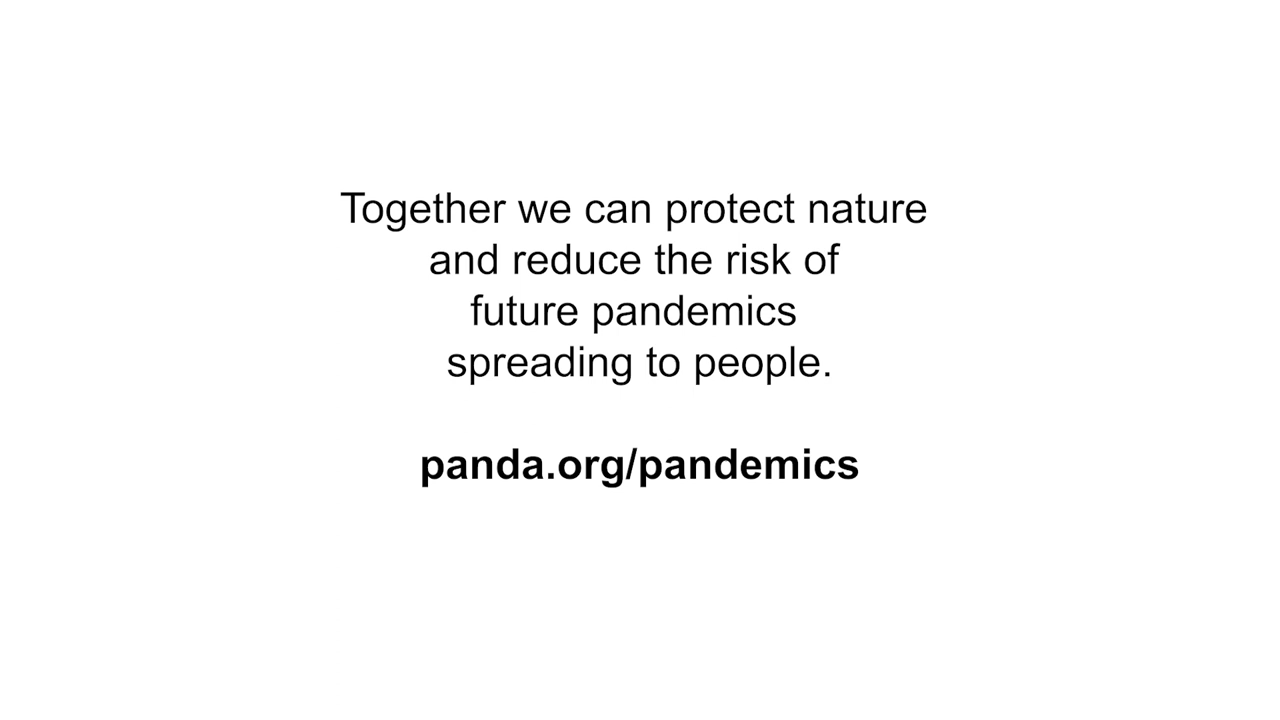 Together we can protect nature
and reduce the risk of
future pandemics
spreading to people.
panda.org/pandemics